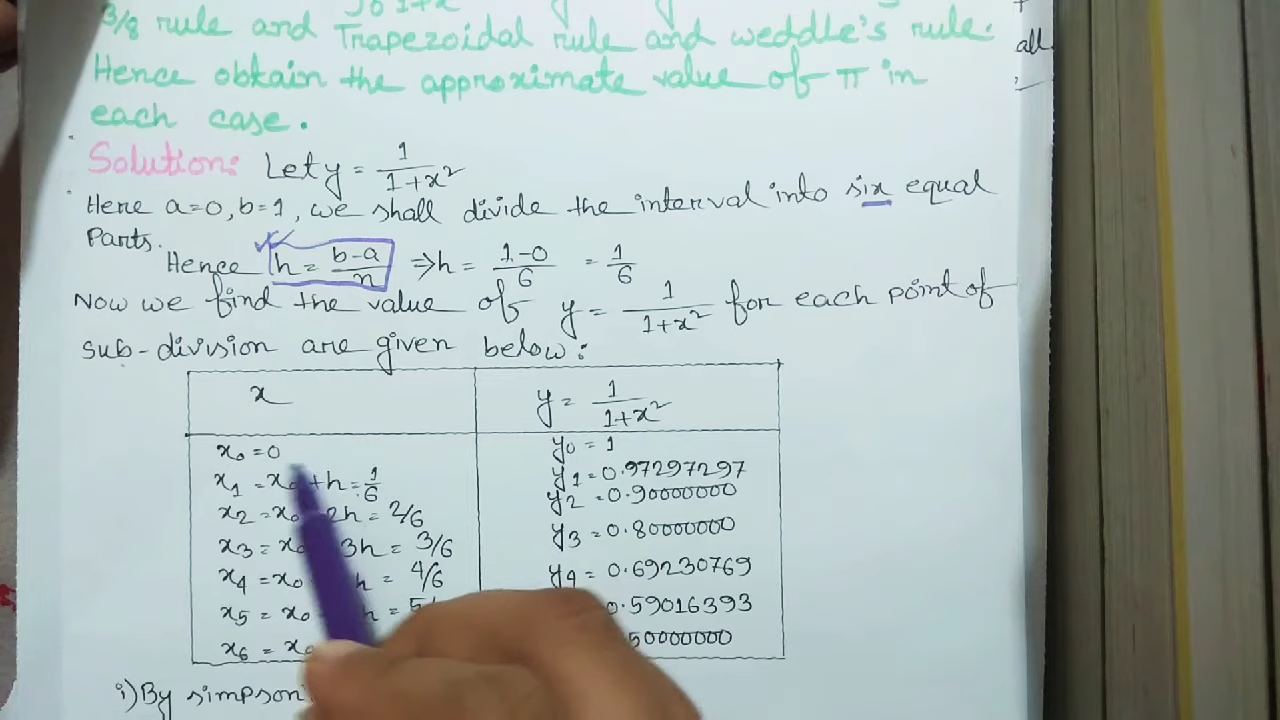 3/8 rule and Trapezoidal rule and weddle's rule.
all
Hence obtain the approximate value of π in
each case.
Solution: Let y = 1/(1+x²)
Here a=0, b=1, we shall divide the interval into six equal
Parts.
Hence h = (b-a)/n ⇒ h = (1-0)/6 = 1/6
Now we find the value of y = 1/(1+x²) for each point of
sub-division are given below:
x y = 1/(1+x²)
x₀ = 0 y₀ = 1
x₁ = x₀+h = 1/6 y₁ = 0.97297297
x₂ = x₀ 2h = 2/6 y₂ = 0.90000000
x₃ = x₀ 3h = 3/6 y₃ = 0.80000000
x₄ = x₀ h = 4/6 y₄ = 0.69230769
x₅ = x₀ h = 5 0.59016393
x₆ = x₀ 50000000
i) By simpson